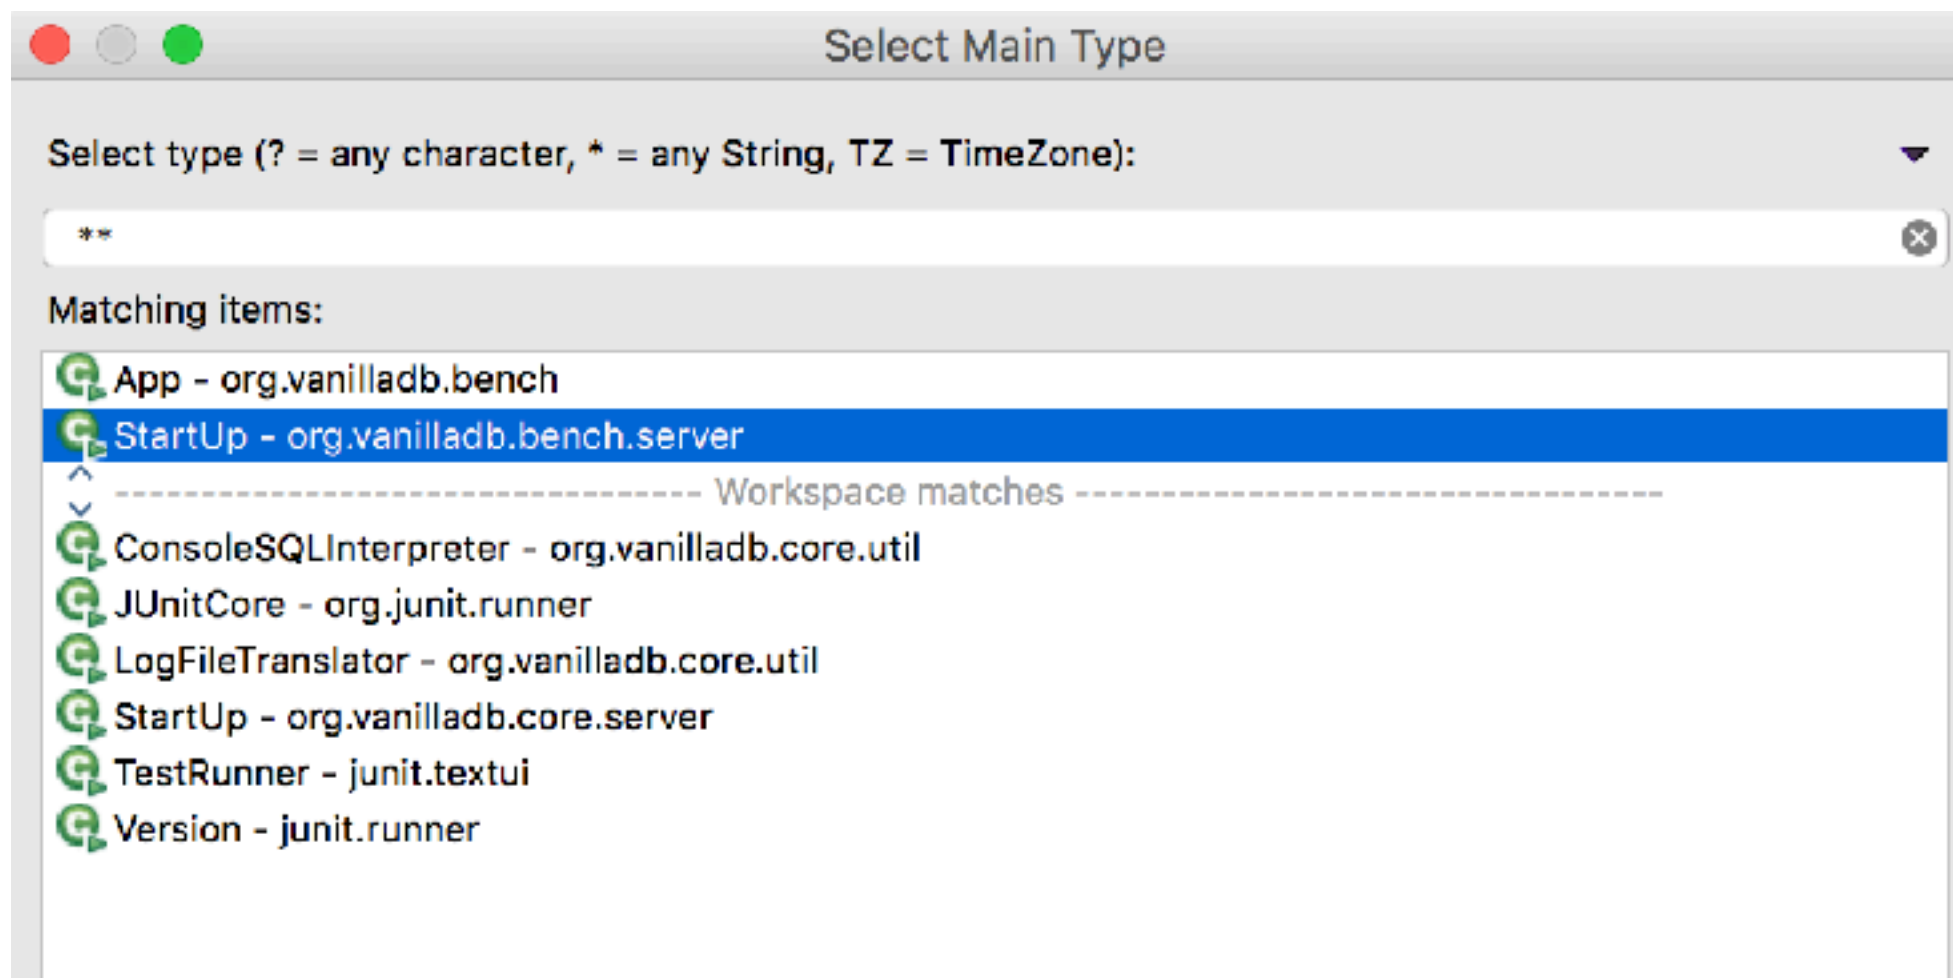 Select Main Type
Select type (? = any character, * = any String, TZ = TimeZone):
**
Matching items:
App - org.vanilladb.bench
StartUp - org.vanilladb.bench.server
--------------------------------- Workspace matches ---------------------------------
ConsoleSQLInterpreter - org.vanilladb.core.util
JUnitCore - org.junit.runner
LogFileTranslator - org.vanilladb.core.util
StartUp - org.vanilladb.core.server
TestRunner - junit.textui
Version - junit.runner